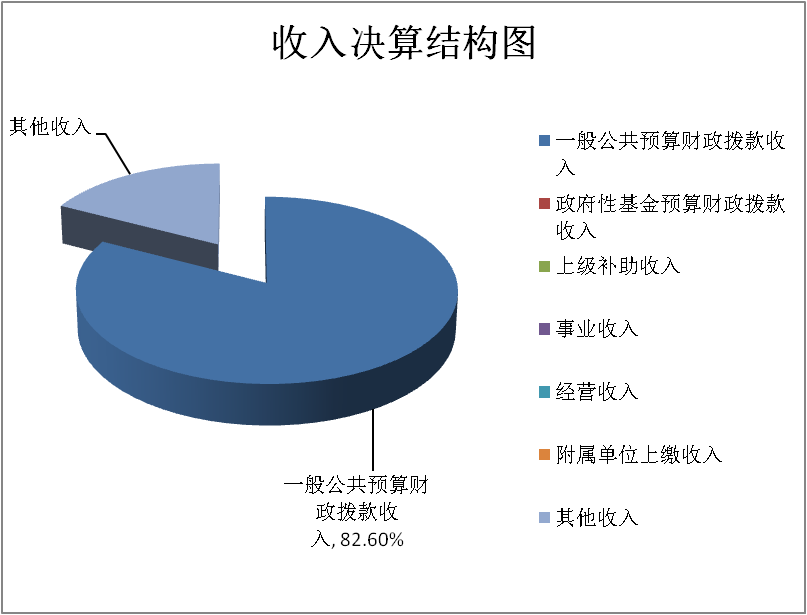 收入决算结构图
其他收入
一般公共预算财政拨款收
入
政府性基金预算财政拨款
收入
上级补助收入
事业收入
经营收入
附属单位上缴收入
其他收入
一般公共预算财
政拨款收
入, 82.60%